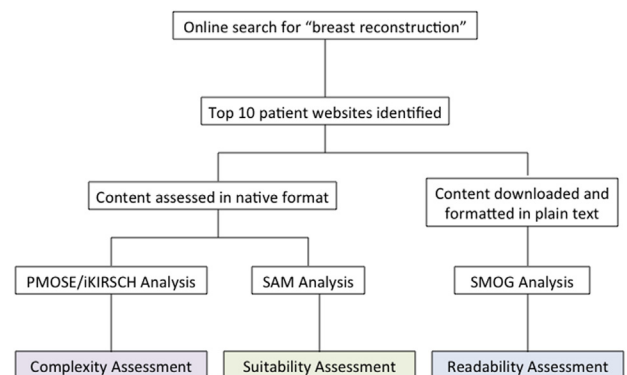 Online search for “breast reconstruction”
Top 10 patient websites identified
Content assessed in native format
Content downloaded and
formatted in plain text
PMOSE/iKIRSCH Analysis
SAM Analysis
SMOG Analysis
Complexity Assessment
Suitability Assessment
Readability Assessment